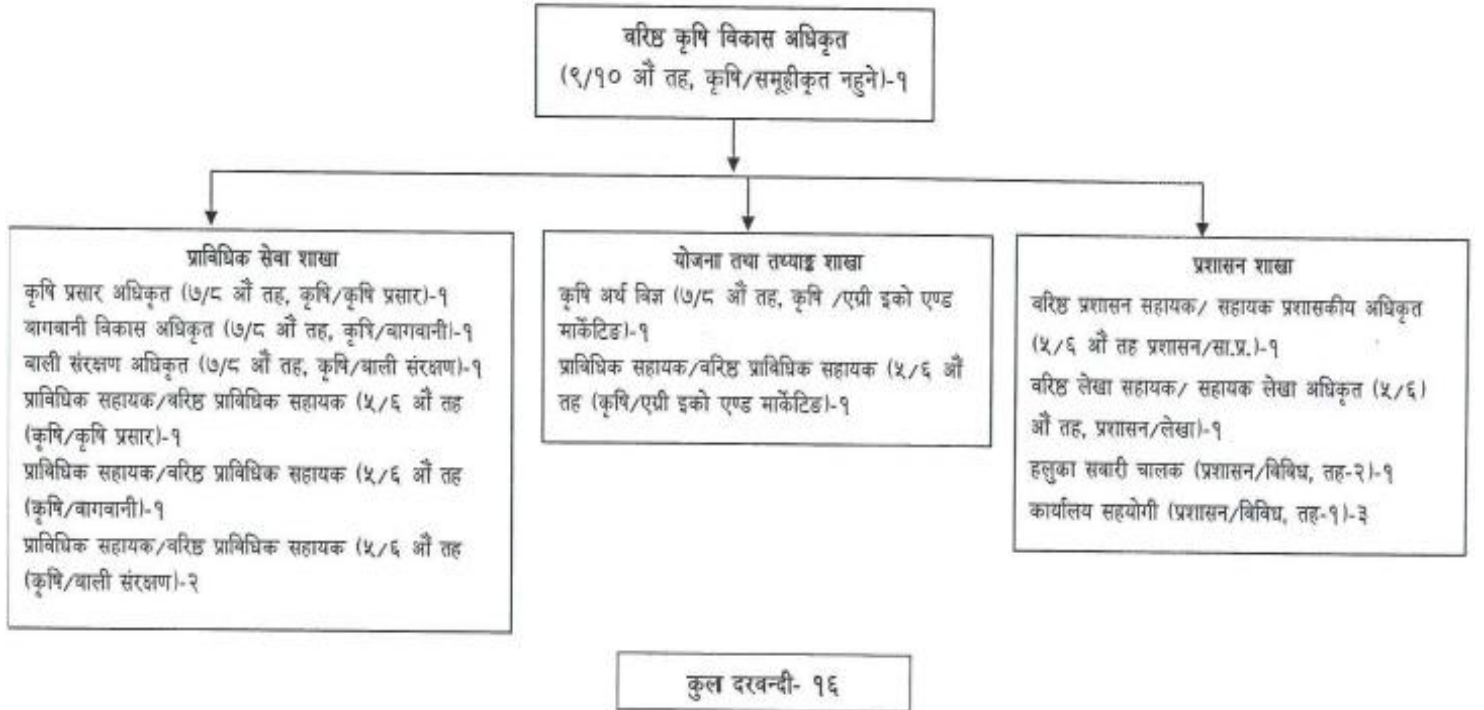 वरिष्ठ कृषि विकास अधिकृत
(९/१० औं तह, कृषि/समूहीकृत नहुने)-१
प्राविधिक सेवा शाखा
कृषि प्रसार अधिकृत (७/८ औं तह, कृषि/कृषि प्रसार)-१
बागवानी विकास अधिकृत (७/८ औं तह, कृषि/बागवानी)-१
बाली संरक्षण अधिकृत (७/८ औं तह, कृषि/बाली संरक्षण)-१
प्राविधिक सहायक/वरिष्ठ प्राविधिक सहायक (५/६ औं तह
(कृषि/कृषि प्रसार)-१
प्राविधिक सहायक/वरिष्ठ प्राविधिक सहायक (५/६ औं तह
(कृषि/बागवानी)-१
प्राविधिक सहायक/वरिष्ठ प्राविधिक सहायक (५/६ औं तह
(कृषि/बाली संरक्षण)-२
योजना तथा तथ्याङ्क शाखा
कृषि अर्थ विज्ञ (७/८ औं तह, कृषि /एग्री इको एण्ड
मार्केटिङ)-१
प्राविधिक सहायक/वरिष्ठ प्राविधिक सहायक (५/६ औं
तह (कृषि/एग्री इको एण्ड मार्केटिङ)-१
प्रशासन शाखा
वरिष्ठ प्रशासन सहायक/ सहायक प्रशासकीय अधिकृत
(५/६ औं तह प्रशासन/सा.प्र.)-१
वरिष्ठ लेखा सहायक/ सहायक लेखा अधिकृत (५/६)
औं तह, प्रशासन/लेखा)-१
हलुका सवारी चालक (प्रशासन/विविध, तह-२)-१
कार्यालय सहयोगी (प्रशासन/विविध, तह-१)-३
कुल दरबन्दी- १६